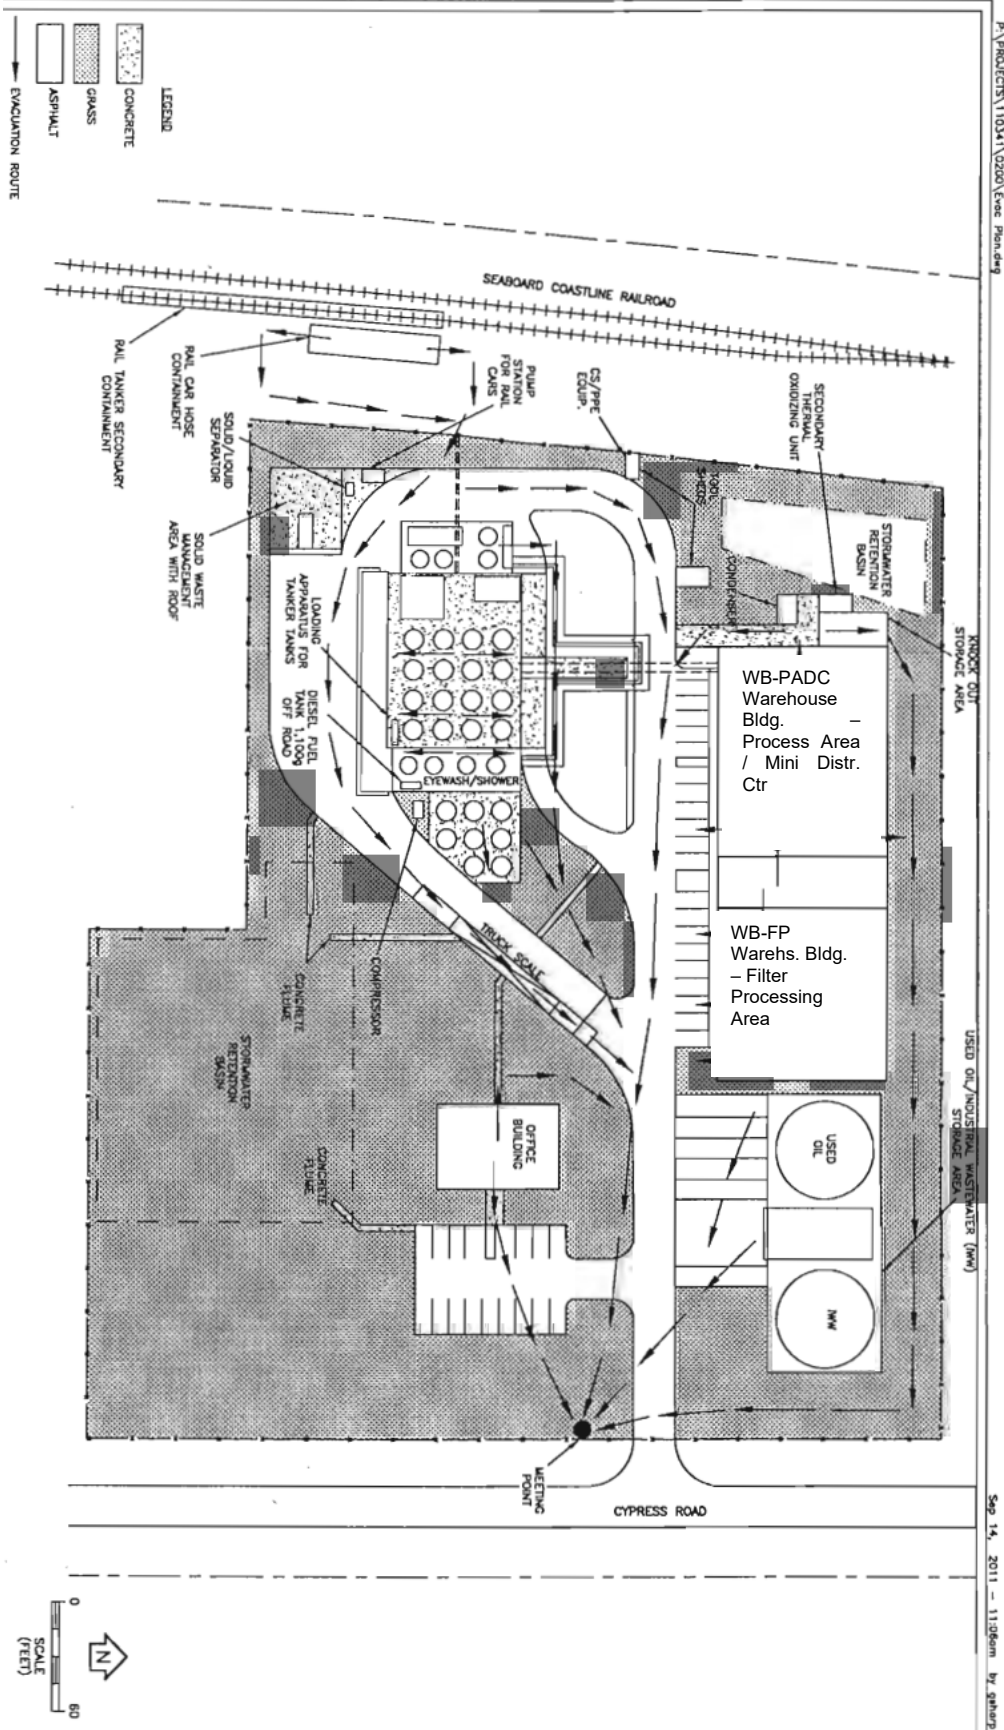 P:\PROJECTS\110341\0200\Evac Plan.dwg
Sep 14, 2011 – 11:06am by
LEGEND
CONCRETE
GRASS
ASPHALT
EVACUATION ROUTE
SEABOARD COASTLINE RAILROAD
RAIL TANKER SECONDARY
CONTAINMENT
RAIL CAR HOSE
CONTAINMENT
SOLID/LIQUID
SEPARATOR
PUMP
STATION
FOR RAIL
CARS
CS/PPE
EQUIP.
SECONDARY
THERMAL
OXIDIZING UNIT
TOOL
SHEDS
STORMWATER
RETENTION
BASIN
CONDENSER
KNOCK OUT
STORAGE AREA
SOLID WASTE
MANAGEMENT
AREA WITH ROOF
LOADING
APPARATUS FOR
TANKER TANKS
DIESEL FUEL
TANK 1,100g
OFF ROAD
EYEWASH/SHOWER
WB-PADC
Warehouse
Bldg. –
Process Area
/ Mini Distr.
Ctr
WB-FP
Warehs. Bldg.
– Filter
Processing
Area
TRUCK SCALE
COMPRESSOR
CONCRETE
FLUME
STORMWATER
RETENTION
BASIN
CONCRETE
FLUME
OFFICE
BUILDING
USED
OIL
IWW
USED OIL/INDUSTRIAL WASTEWATER (IWW)
STORAGE AREA
MEETING
POINT
CYPRESS ROAD
N
0 60
SCALE
(FEET)